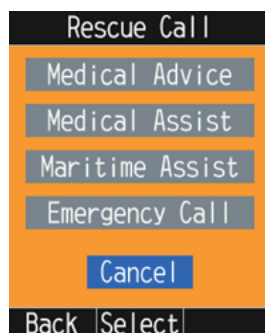 Rescue Call
Medical Advice
Medical Assist
Maritime Assist
Emergency Call
Cancel
Back Select